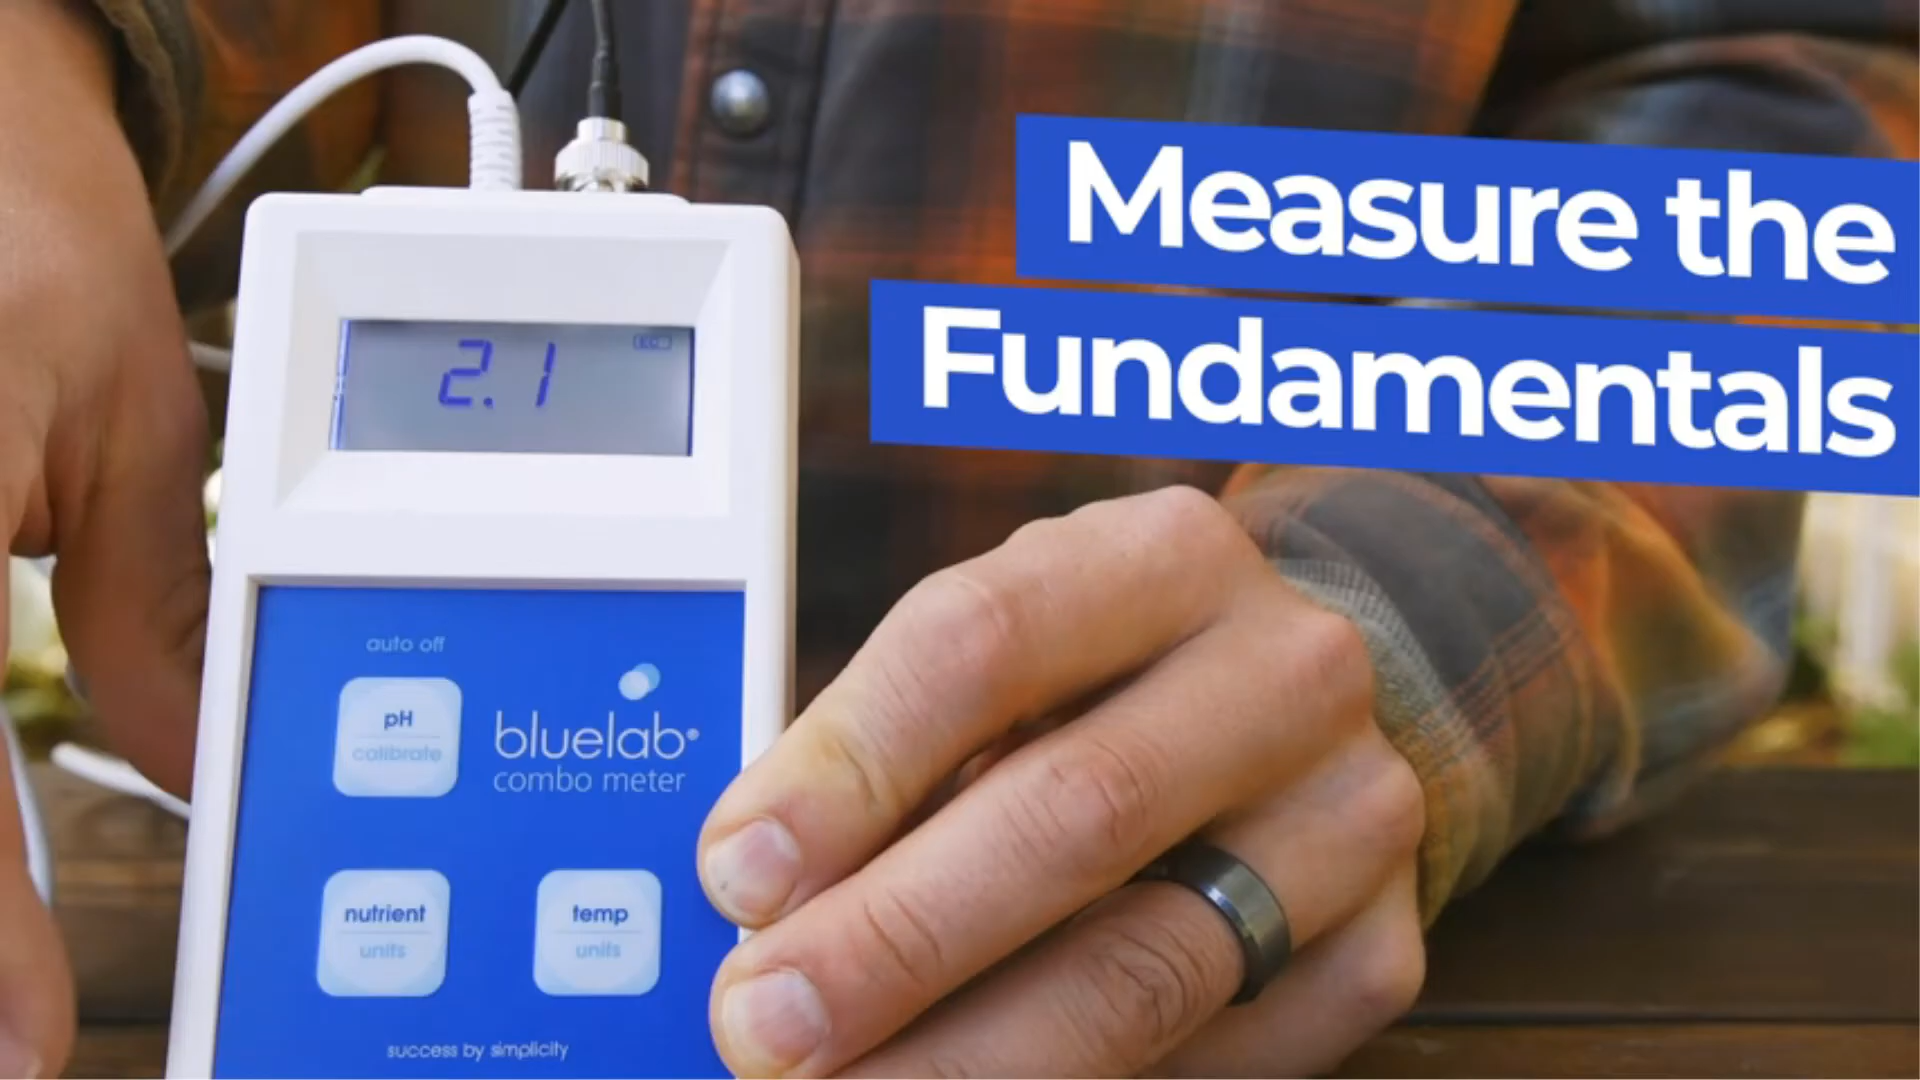 Measure the
Fundamentals
2.1
EC
auto off
pH
calibrate
bluelab®
combo meter
nutrient
units
temp
units
success by simplicity